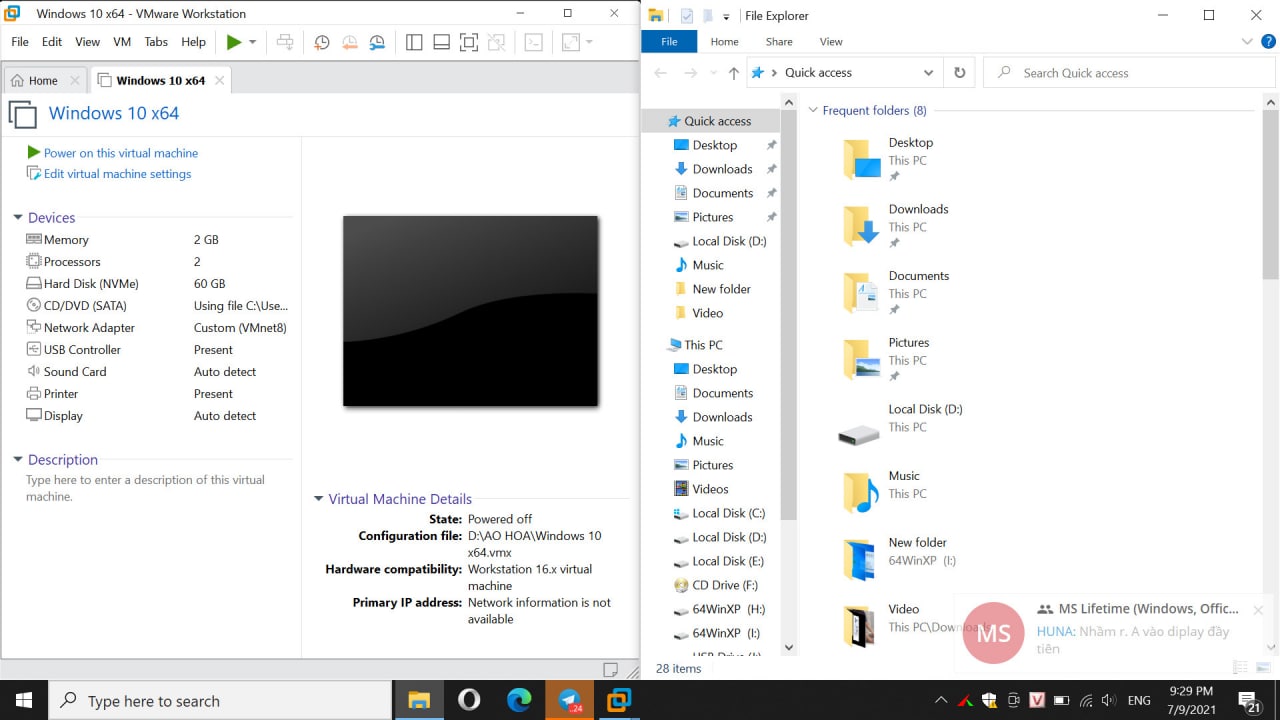 Windows 10 x64 - VMware Workstation
File Edit View VM Tabs Help
Home
Windows 10 x64
Windows 10 x64
Power on this virtual machine
Edit virtual machine settings
Devices
Memory 2 GB
Processors 2
Hard Disk (NVMe) 60 GB
CD/DVD (SATA) Using file C:\Use...
Network Adapter Custom (VMnet8)
USB Controller Present
Sound Card Auto detect
Printer Present
Display Auto detect
Description
Type here to enter a description of this virtual
machine.
Virtual Machine Details
State: Powered off
Configuration file: D:\AO HOA\Windows 10
x64.vmx
Hardware compatibility: Workstation 16.x virtual
machine
Primary IP address: Network information is not
available
File Explorer
File Home Share View
Quick access
Search Quick access
Quick access
Desktop
Downloads
Documents
Pictures
Local Disk (D:)
Music
New folder
Video
This PC
Desktop
Documents
Downloads
Music
Pictures
Videos
Local Disk (C:)
Local Disk (D:)
Local Disk (E:)
CD Drive (F:)
64WinXP (H:)
64WinXP (I:)
Frequent folders (8)
Desktop
This PC
Downloads
This PC
Documents
This PC
Pictures
This PC
Local Disk (D:)
This PC
Music
This PC
New folder
64WinXP (I:)
Video
This PC\Downloads
28 items
MS
MS Lifetime (Windows, Offic...
HUNA: Nhầm r. A vào diplay đầy
tiên
Type here to search
24
ENG
9:29 PM
7/9/2021
21